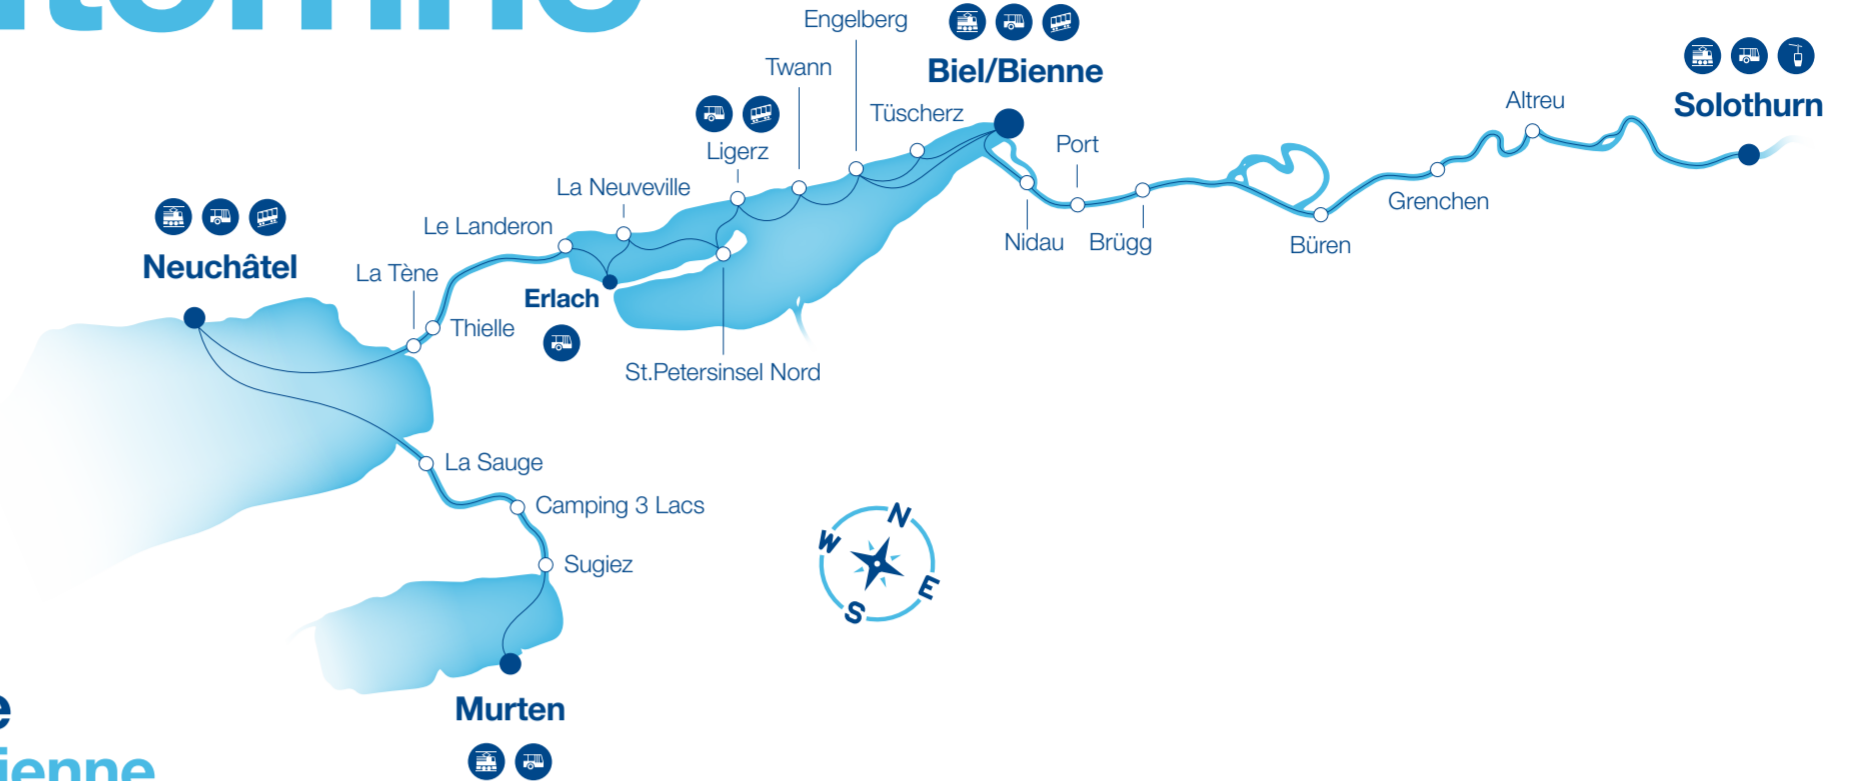 Engelberg
Twann
Biel/Bienne
Tüscherz
Ligerz
La Neuveville
Le Landeron
Neuchâtel
La Tène
Thielle
Erlach
St.Petersinsel Nord
Port
Nidau
Brügg
Büren
Grenchen
Altreu
Solothurn
La Sauge
Camping 3 Lacs
Sugiez
Murten
N
W
E
S